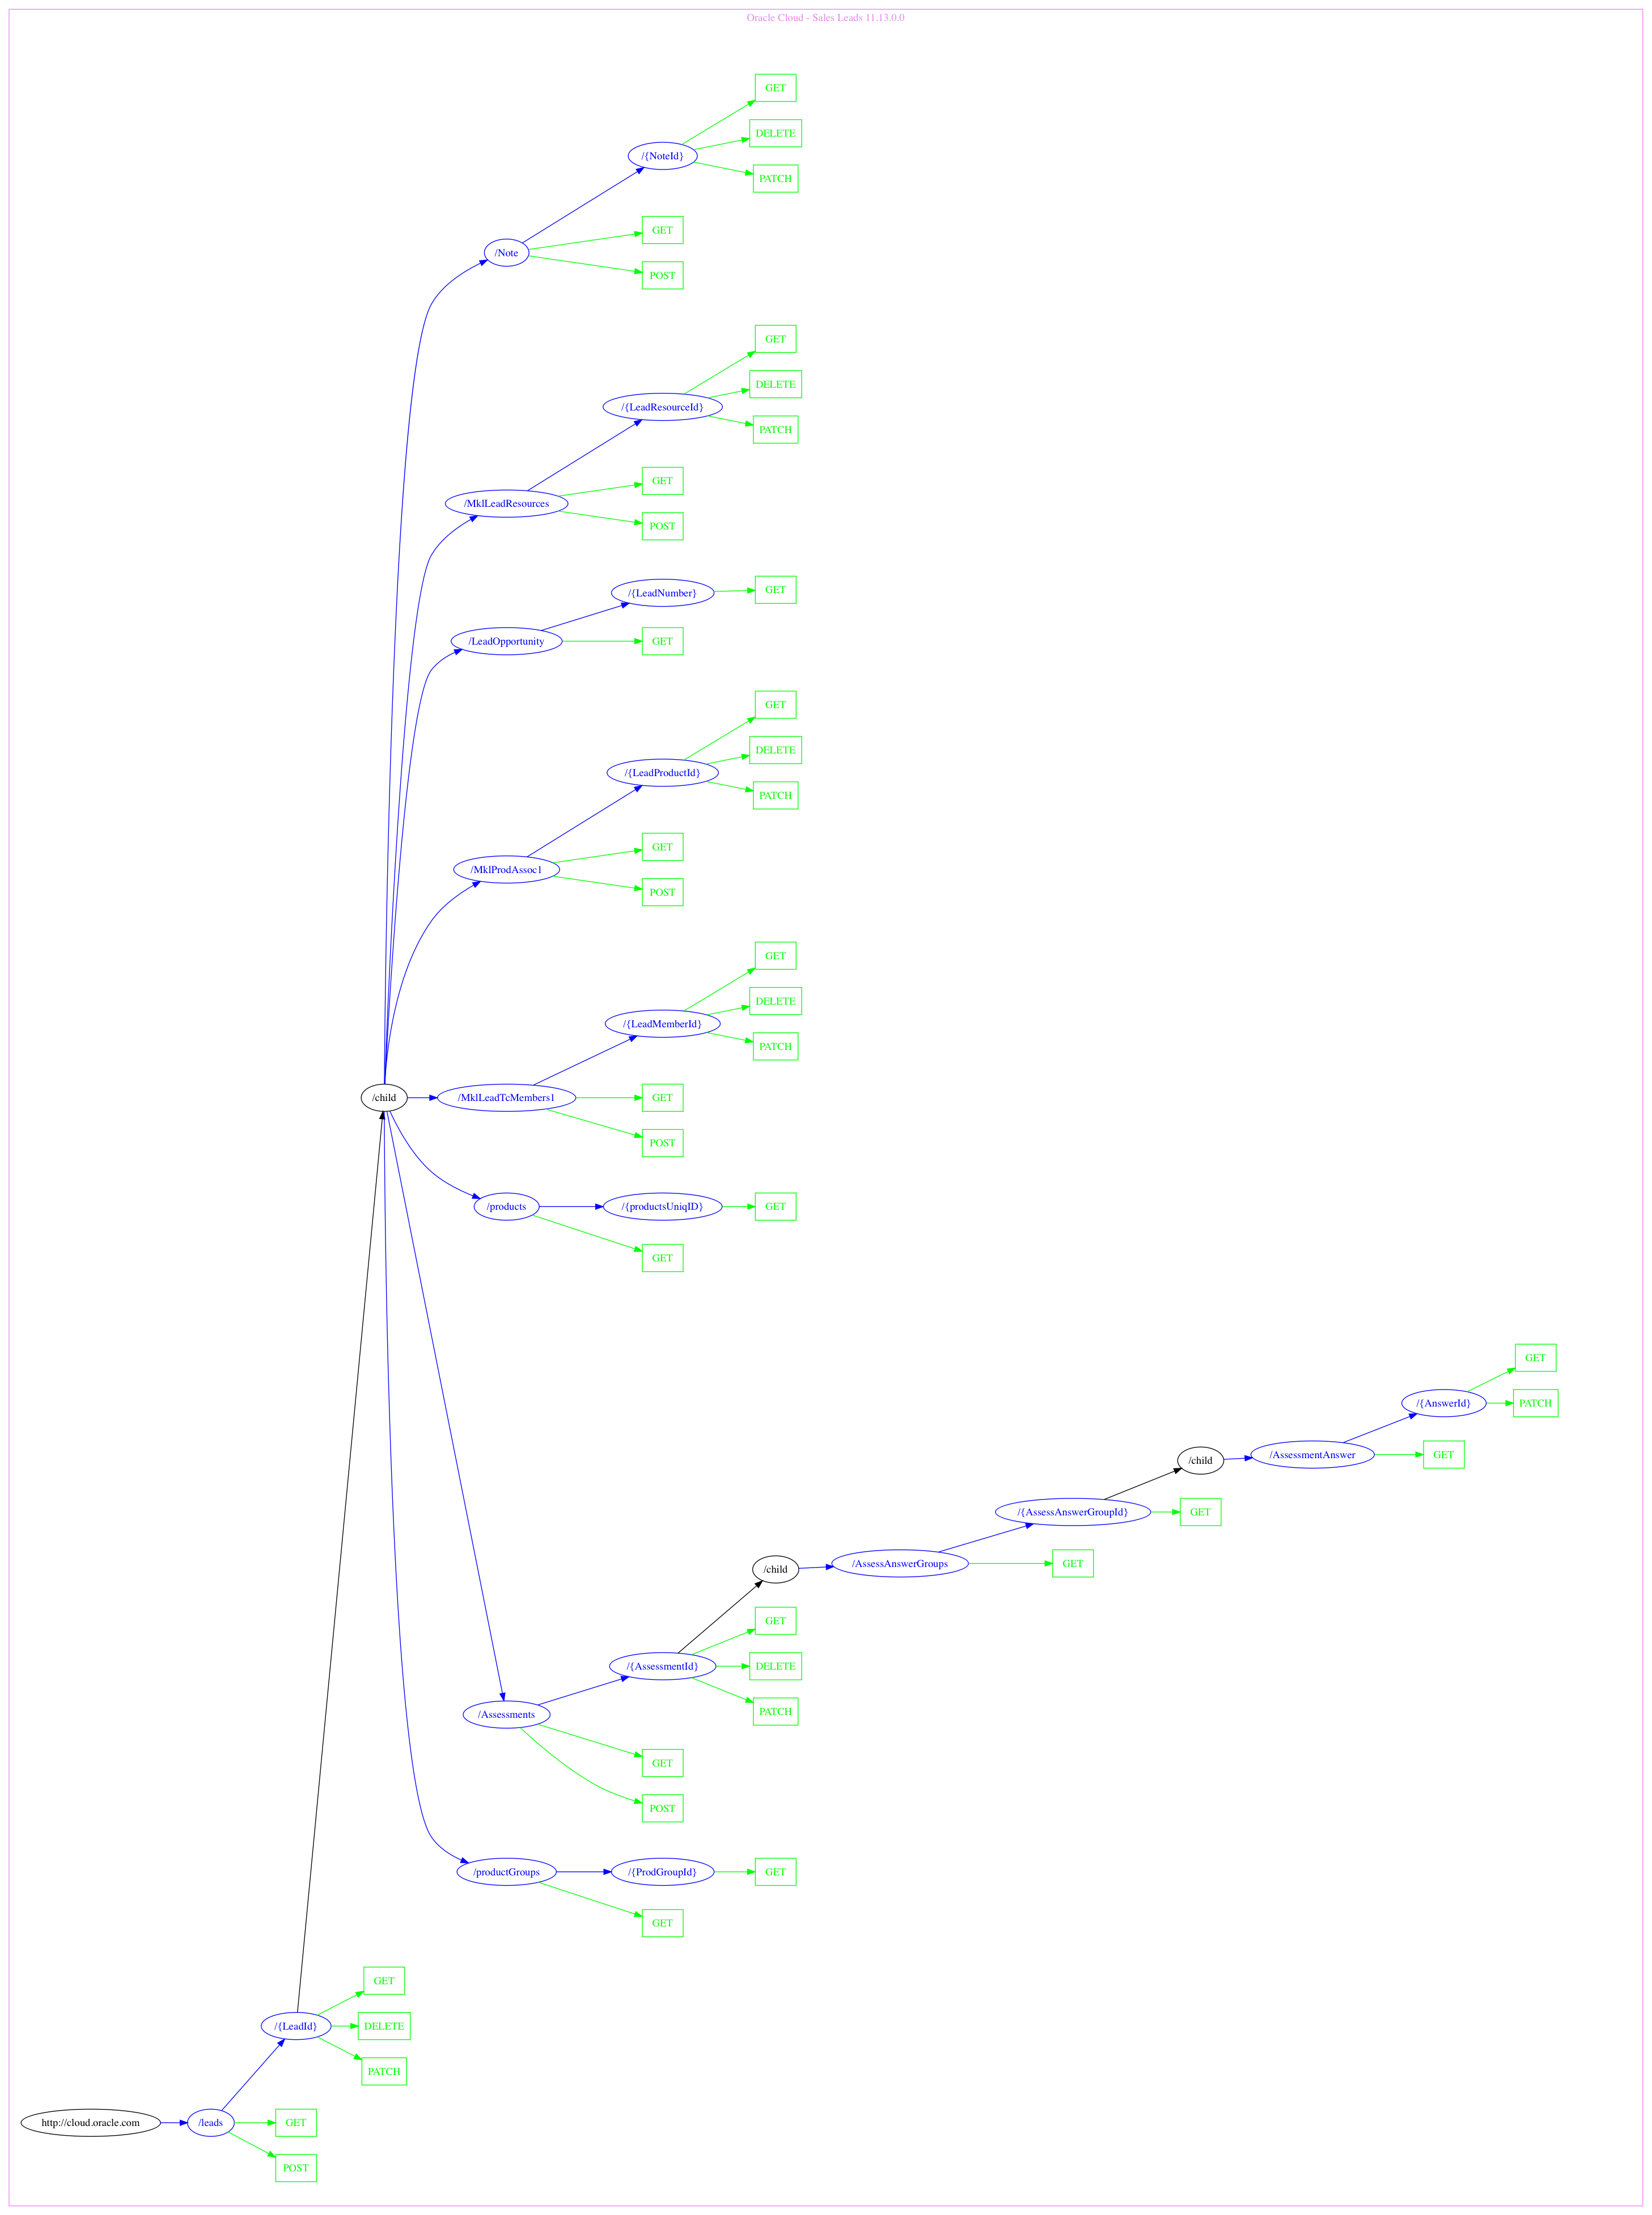 Oracle Cloud - Sales Leads 11.13.0.0
GET
DELETE
/{NoteId}
PATCH
GET
/Note
POST
GET
DELETE
/{LeadResourceId}
PATCH
GET
/MklLeadResources
POST
GET
/{LeadNumber}
/LeadOpportunity
GET
GET
DELETE
/{LeadProductId}
PATCH
GET
/MklProdAssoc1
POST
GET
DELETE
/{LeadMemberId}
PATCH
/child
/MklLeadTcMembers1
GET
POST
/products
/{productsUniqID}
GET
GET
GET
/{AnswerId}
PATCH
/child
/AssessmentAnswer
GET
/{AssessAnswerGroupId}
GET
/child
/AssessAnswerGroups
GET
GET
/{AssessmentId}
DELETE
PATCH
/Assessments
GET
POST
/productGroups
/{ProdGroupId}
GET
GET
GET
/{LeadId}
DELETE
PATCH
http://cloud.oracle.com
/leads
GET
POST